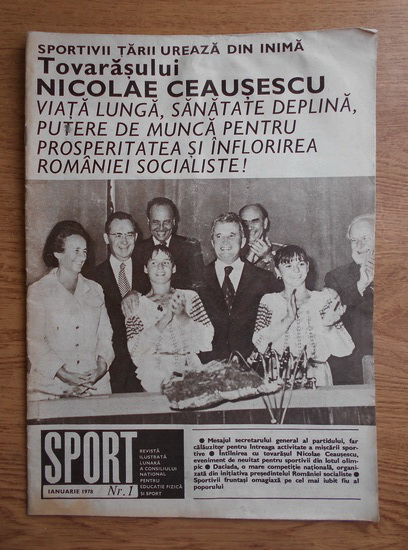 SPORTIVII ȚĂRII UREAZĂ DIN INIMĂ
Tovarășului
NICOLAE CEAUȘESCU
VIAȚĂ LUNGĂ, SĂNĂTATE DEPLINĂ,
PUTERE DE MUNCĂ PENTRU
PROSPERITATEA ȘI ÎNFLORIREA
ROMÂNIEI SOCIALISTE!
SPORT
IANUARIE 1978 Nr. 1
REVISTĂ
ILUSTRATĂ
LUNARĂ
A CONSILIULUI
NAȚIONAL
PENTRU
EDUCAȚIE FIZICĂ
ȘI SPORT
● Mesajul secretarului general al partidului, far
călăuzitor pentru întreaga activitate a mișcării spor-
tive ● Întîlnirea cu tovarășul Nicolae Ceaușescu,
eveniment de neuitat pentru sportivii din lotul olim-
pic ● Daciada, o mare competiție națională, organi-
zată din inițiativa președintelui României socialiste ●
Sportivii fruntași omagiază pe cel mai iubit fiu al
poporului